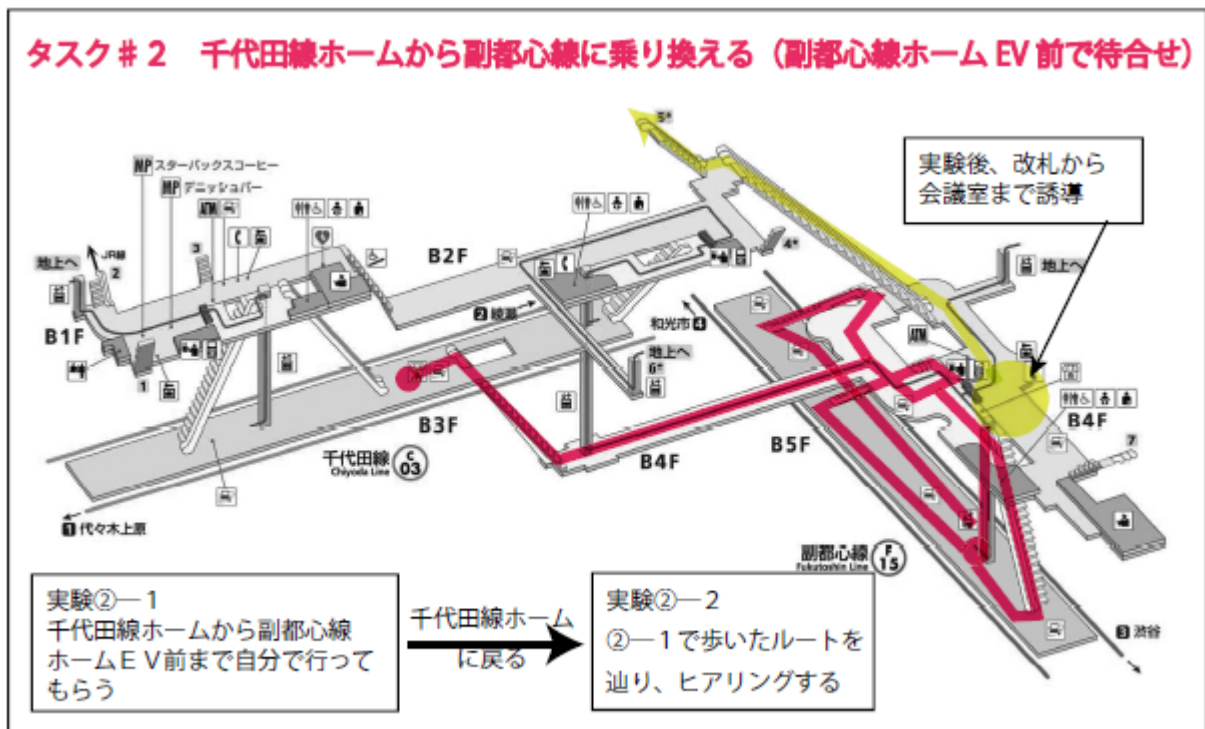 タスク＃2　千代田線ホームから副都心線に乗り換える（副都心線ホームEV前で待合せ）
5*
実験後、改札から
会議室まで誘導
MP スターバックスコーヒー
MP デニッシュバー
ATM
JR線
2
3
地上へ
B1F
1
B2F
4*
地上へ
2 綾瀬
和光市 4
地上へ
6*
ATM
B3F
B4F
B5F
B4F
7
千代田線
Chiyoda Line
C
03
1 代々木上原
副都心線
Fukutoshin Line
F
15
3 渋谷
実験②―1
千代田線ホームから副都心線
ホームＥＶ前まで自分で行って
もらう
千代田線ホーム
に戻る
実験②―2
②―1で歩いたルートを
辿り、ヒアリングする